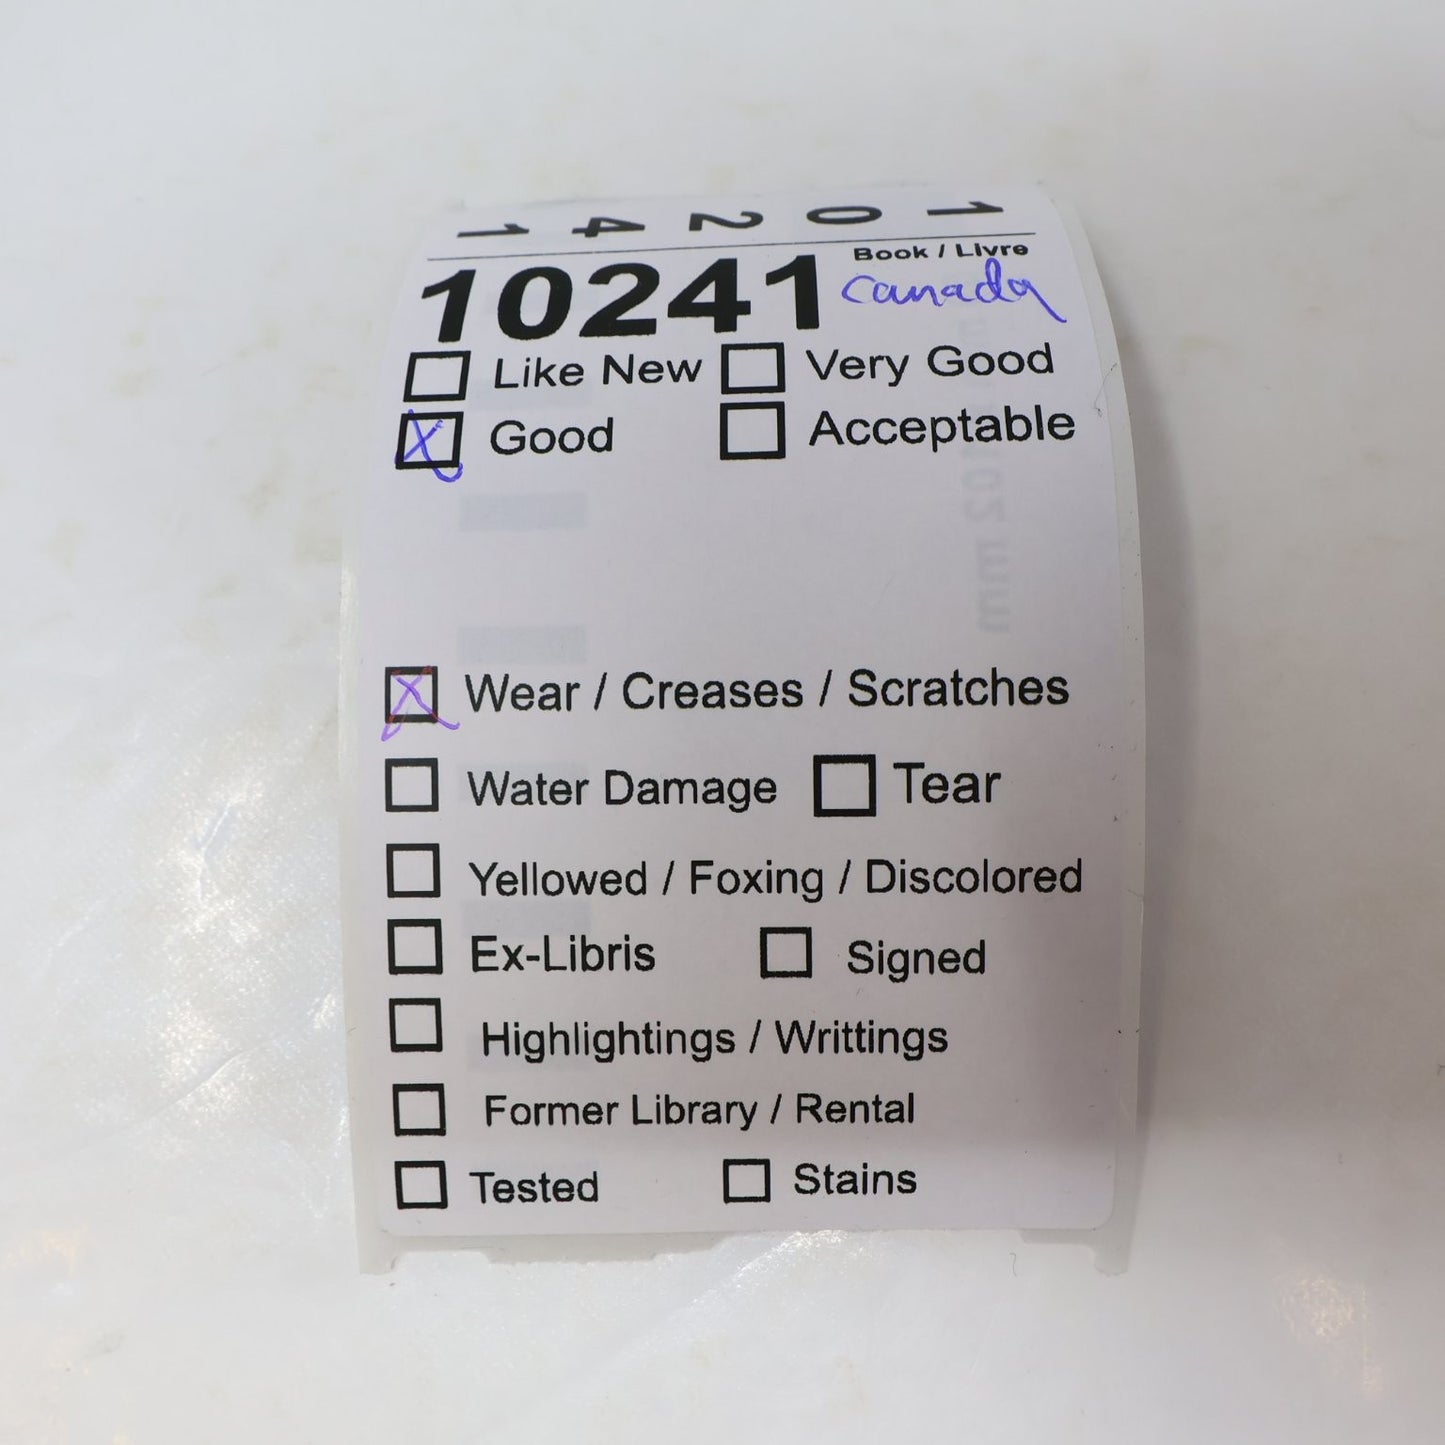 10241
Book / Livre
10241 Canada
Like New Very Good
Good Acceptable
Wear / Creases / Scratches
Water Damage Tear
Yellowed / Foxing / Discolored
Ex-Libris Signed
Highlightings / Writtings
Former Library / Rental
Tested Stains